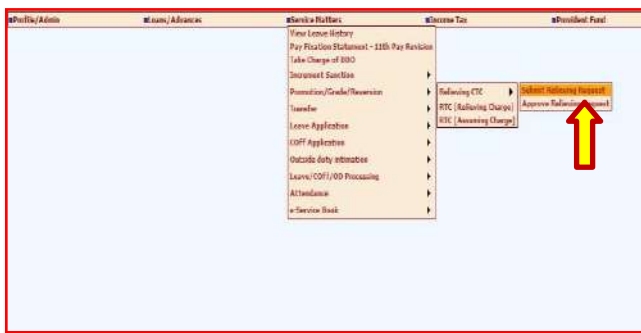 Profile/Admin
Loans/Advances
Service Matters
Income Tax
Provident Fund
View Leave History
Pay Fixation Statement - 11th Pay Revision
Take Charge of DDO
Increment Sanction
Promotion/Grade/Reversion
Relieving CTC
Submit Relieving Request
Transfer
RTC [Relieving Charge]
Approve Relieving Request
Leave Application
RTC [Assuming Charge]
COff Application
Outside duty intimation
Leave/COff/OD Processing
Attendance
e-Service Book